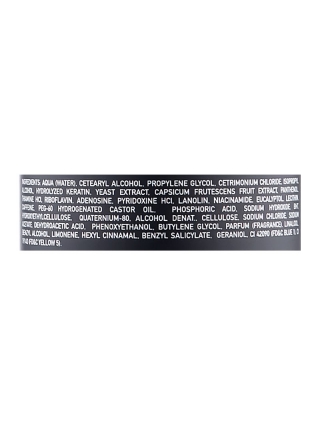 INGREDIENTS: AQUA (WATER), CETEARYL ALCOHOL, PROPYLENE GLYCOL, CETRIMONIUM CHLORIDE, ISOPROPYL
ALCOHOL, HYDROLYZED KERATIN, YEAST EXTRACT, CAPSICUM FRUTESCENS FRUIT EXTRACT, PANTHENOL,
THIAMINE HCl, RIBOFLAVIN, ADENOSINE, PYRIDOXINE HCl, LANOLIN, NIACINAMIDE, EUCALYPTOL, LECITHIN,
CAFFEINE, PEG-60 HYDROGENATED CASTOR OIL, PHOSPHORIC ACID, SODIUM HYDROXIDE, BHT,
HYDROXYETHYLCELLULOSE, QUATERNIUM-80, ALCOHOL DENAT., CELLULOSE, SODIUM CHLORIDE, SODIUM
ACETATE, DEHYDROACETIC ACID, PHENOXYETHANOL, BUTYLENE GLYCOL, PARFUM (FRAGRANCE), LINALOOL,
BENZYL ALCOHOL, LIMONENE, HEXYL CINNAMAL, BENZYL SALICYLATE, GERANIOL, CI 42090 (FD&C BLUE 1), CI
(FD&C YELLOW 5).